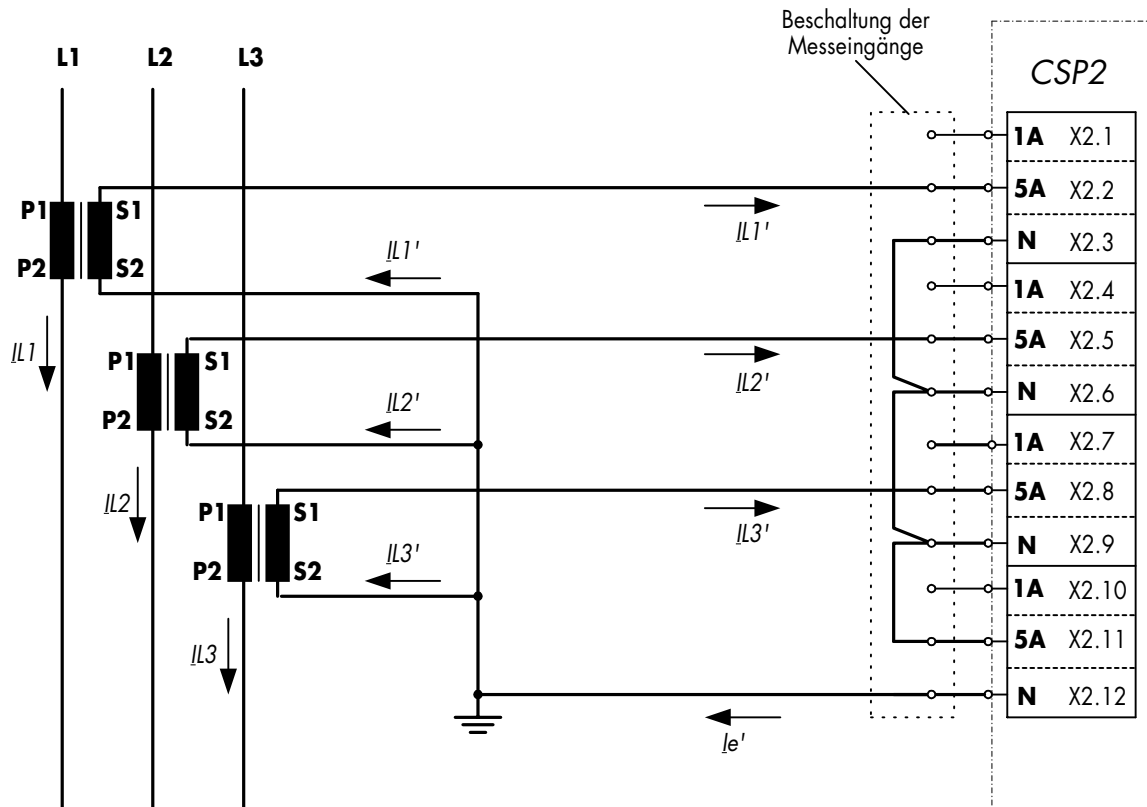 Beschaltung der
Messeingänge
L1 L2 L3
CSP2
1A X2.1
P1 S1
5A X2.2
IL1'
N X2.3
P2 S2
IL1'
1A X2.4
IL1
P1 S1
5A X2.5
IL2'
N X2.6
P2 S2
IL2'
1A X2.7
IL2
P1 S1
5A X2.8
IL3'
N X2.9
P2 S2
IL3'
1A X2.10
IL3
5A X2.11
N X2.12
Ie'